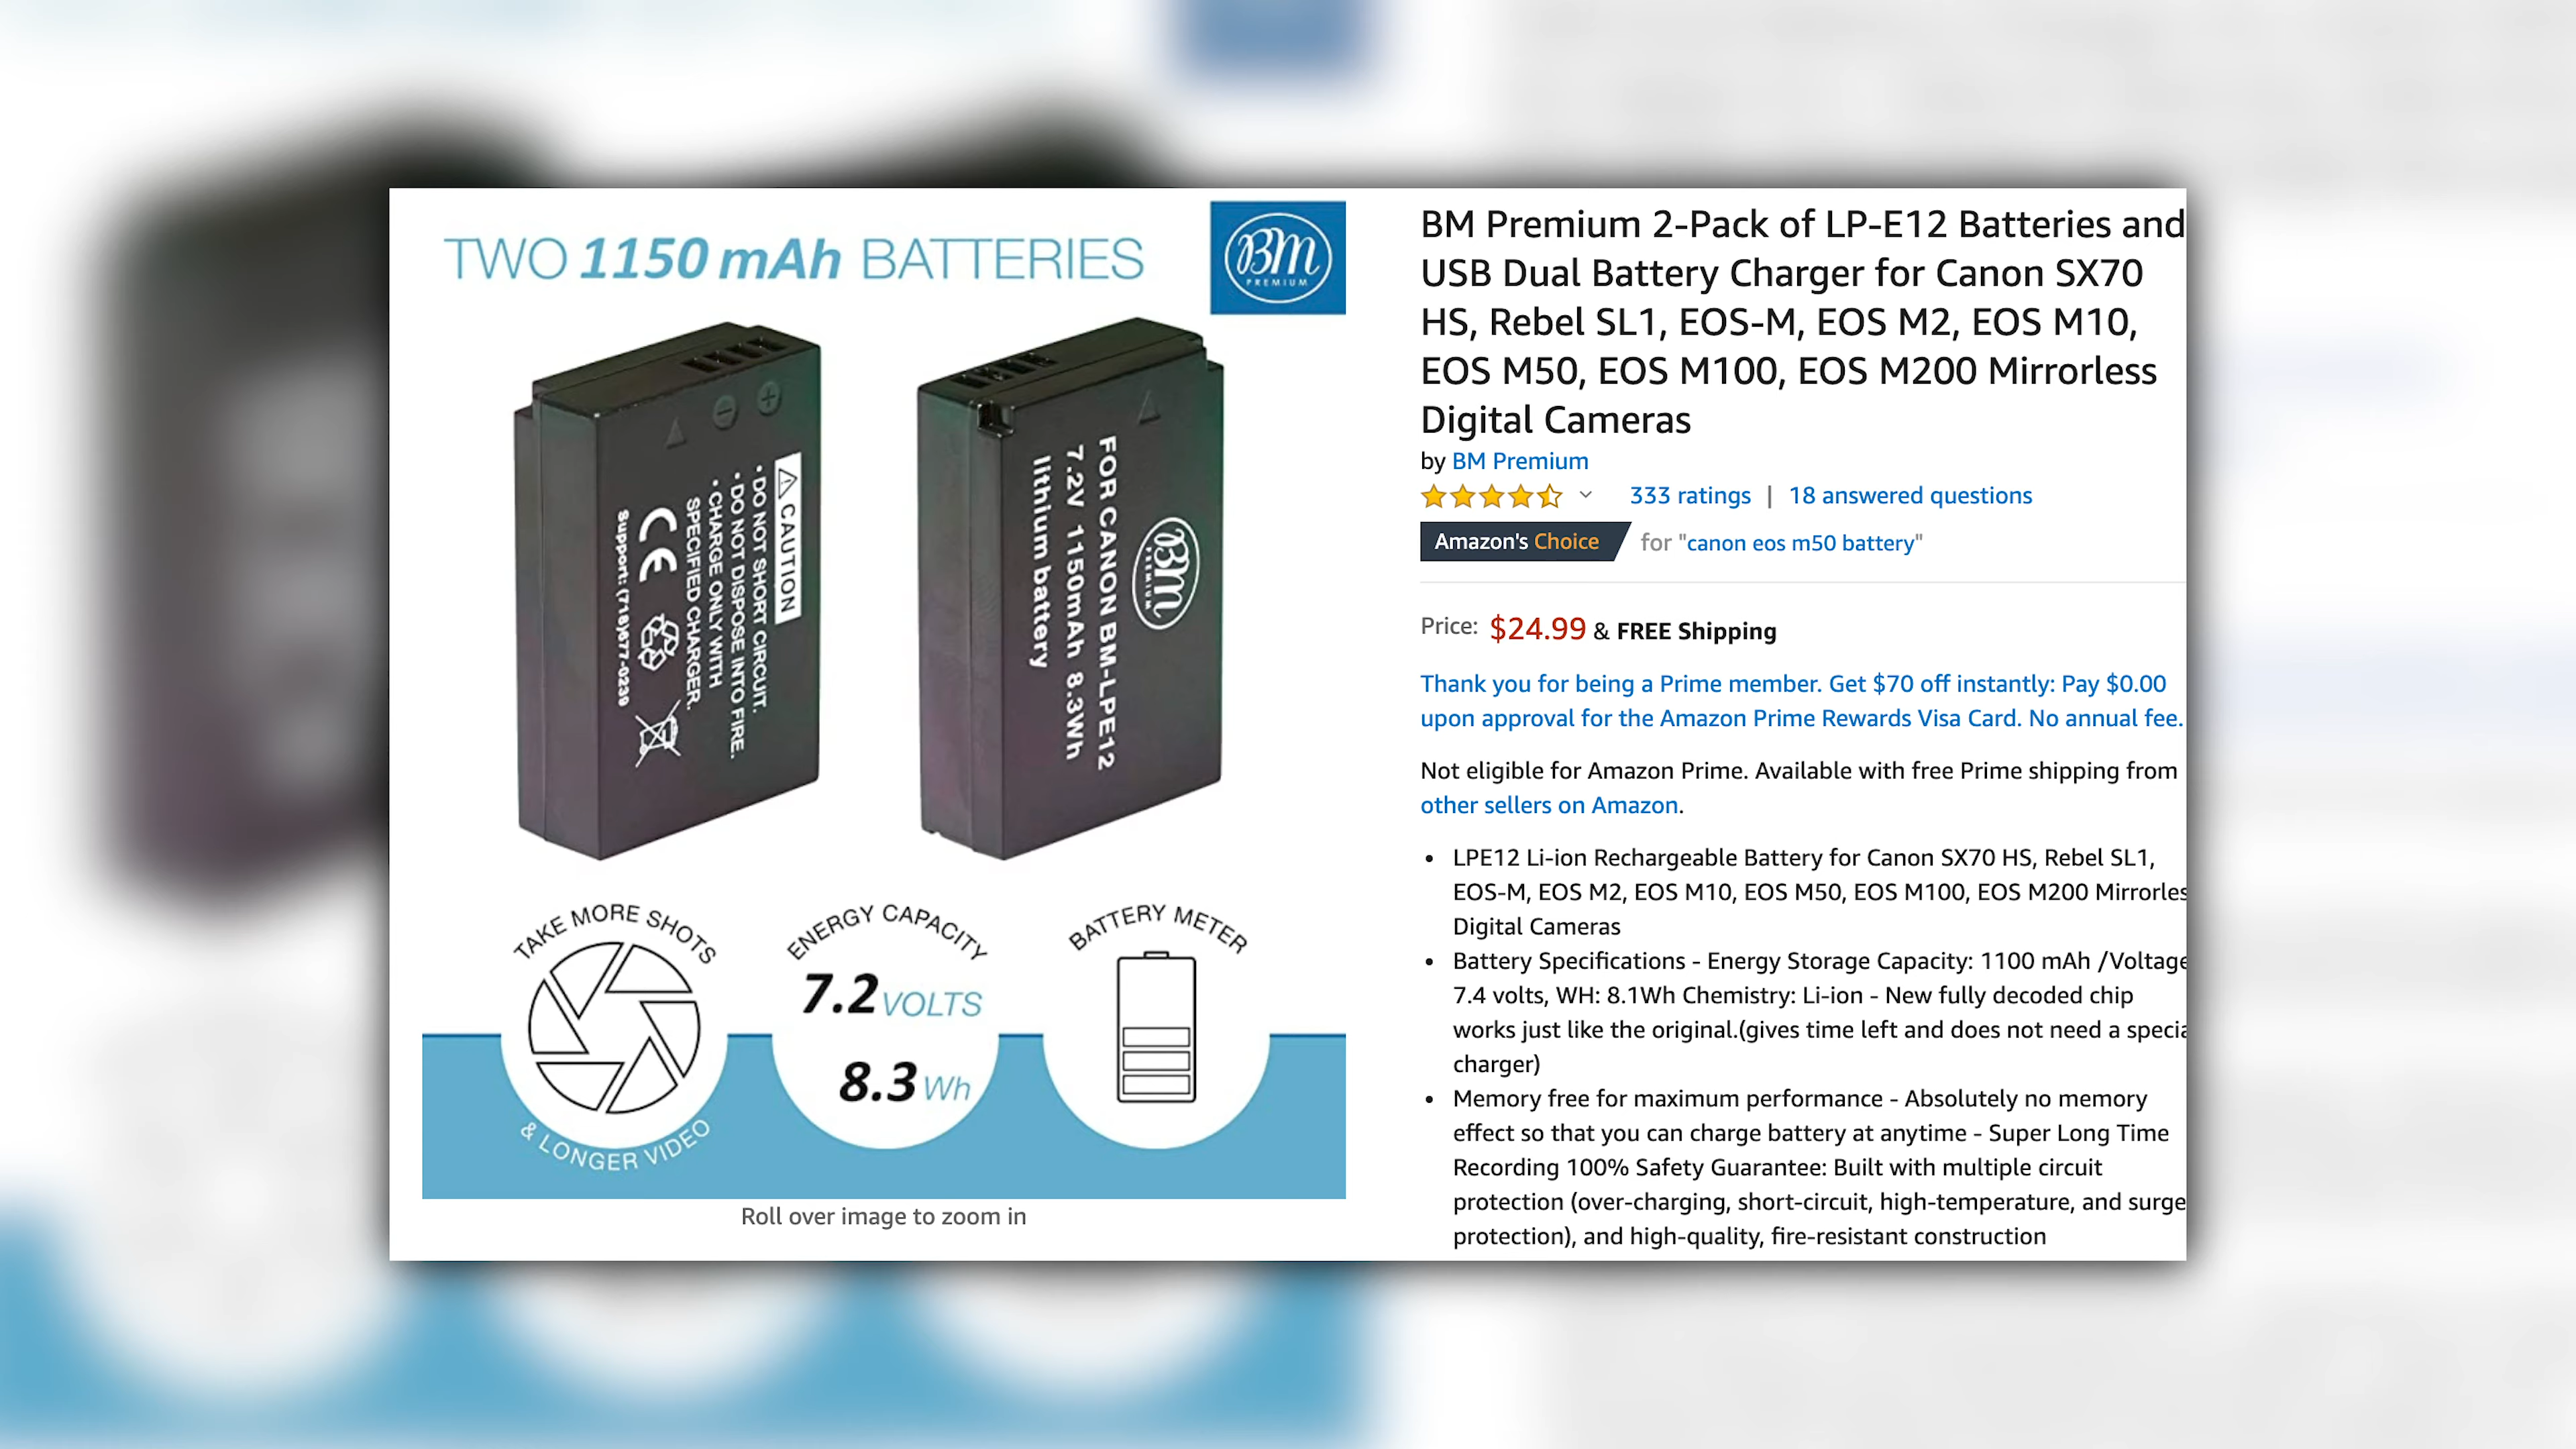 TWO 1150 mAh BATTERIES
BM
PREMIUM
CAUTION
• DO NOT SHORT CIRCUIT.
• DO NOT DISPOSE INTO FIRE.
• CHARGE ONLY WITH
SPECIFIED CHARGER.
CE
Support: (718)677-0239
BM
PREMIUM
FOR CANON BM-LPE12
7.2V 1150mAh 8.3Wh
lithium battery
TAKE MORE SHOTS
& LONGER VIDEO
ENERGY CAPACITY
7.2 VOLTS
8.3 Wh
BATTERY METER
Roll over image to zoom in
BM Premium 2-Pack of LP-E12 Batteries and
USB Dual Battery Charger for Canon SX70
HS, Rebel SL1, EOS-M, EOS M2, EOS M10,
EOS M50, EOS M100, EOS M200 Mirrorless
Digital Cameras
by BM Premium
333 ratings | 18 answered questions
Amazon's Choice for "canon eos m50 battery"
Price: $24.99 & FREE Shipping
Thank you for being a Prime member. Get $70 off instantly: Pay $0.00
upon approval for the Amazon Prime Rewards Visa Card. No annual fee.
Not eligible for Amazon Prime. Available with free Prime shipping from
other sellers on Amazon.
• LPE12 Li-ion Rechargeable Battery for Canon SX70 HS, Rebel SL1,
EOS-M, EOS M2, EOS M10, EOS M50, EOS M100, EOS M200 Mirrorles
Digital Cameras
• Battery Specifications - Energy Storage Capacity: 1100 mAh /Voltage
7.4 volts, WH: 8.1Wh Chemistry: Li-ion - New fully decoded chip
works just like the original.(gives time left and does not need a specia
charger)
• Memory free for maximum performance - Absolutely no memory
effect so that you can charge battery at anytime - Super Long Time
Recording 100% Safety Guarantee: Built with multiple circuit
protection (over-charging, short-circuit, high-temperature, and surge
protection), and high-quality, fire-resistant construction